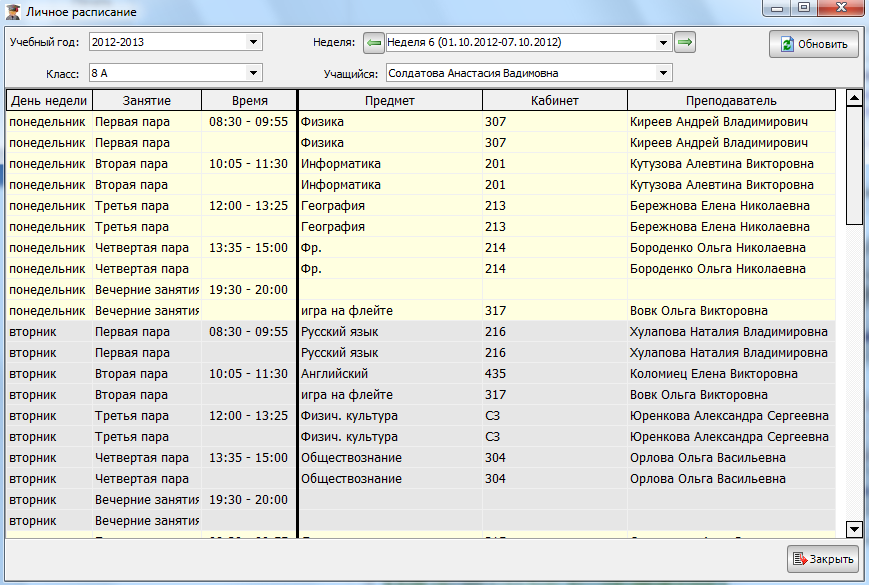 Личное расписание
Учебный год: 2012-2013 Неделя: Неделя 6 (01.10.2012-07.10.2012) Обновить
Класс: 8 А Учащийся: Солдатова Анастасия Вадимовна
День недели Занятие Время Предмет Кабинет Преподаватель
понедельник Первая пара 08:30 - 09:55 Физика 307 Киреев Андрей Владимирович
понедельник Первая пара Физика 307 Киреев Андрей Владимирович
понедельник Вторая пара 10:05 - 11:30 Информатика 201 Кутузова Алевтина Викторовна
понедельник Вторая пара Информатика 201 Кутузова Алевтина Викторовна
понедельник Третья пара 12:00 - 13:25 География 213 Бережнова Елена Николаевна
понедельник Третья пара География 213 Бережнова Елена Николаевна
понедельник Четвертая пара 13:35 - 15:00 Фр. 214 Бороденко Ольга Николаевна
понедельник Четвертая пара Фр. 214 Бороденко Ольга Николаевна
понедельник Вечерние занятия 19:30 - 20:00
понедельник Вечерние занятия игра на флейте 317 Вовк Ольга Викторовна
вторник Первая пара 08:30 - 09:55 Русский язык 216 Хулапова Наталия Владимировна
вторник Первая пара Русский язык 216 Хулапова Наталия Владимировна
вторник Вторая пара 10:05 - 11:30 Английский 435 Коломиец Елена Викторовна
вторник Вторая пара игра на флейте 317 Вовк Ольга Викторовна
вторник Третья пара 12:00 - 13:25 Физич. культура С3 Юренкова Александра Сергеевна
вторник Третья пара Физич. культура С3 Юренкова Александра Сергеевна
вторник Четвертая пара 13:35 - 15:00 Обществознание 304 Орлова Ольга Васильевна
вторник Четвертая пара Обществознание 304 Орлова Ольга Васильевна
вторник Вечерние занятия 19:30 - 20:00
вторник Вечерние занятия
Закрыть